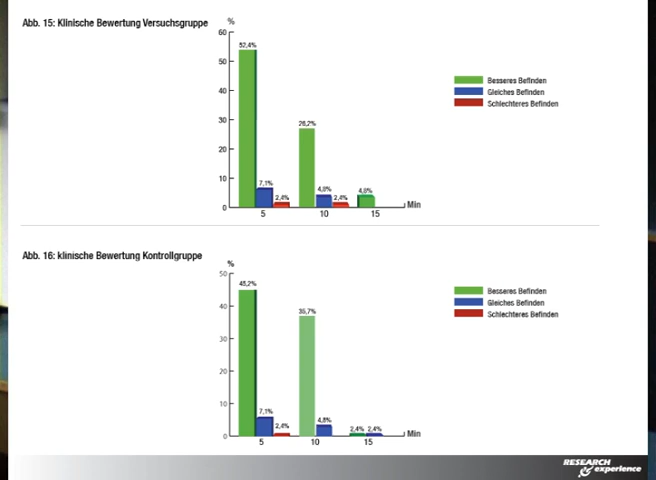 Abb. 15: Klinische Bewertung Versuchsgruppe
%
60
50
40
30
20
10
0
52,4%
7,1%
2,4%
26,2%
4,8%
2,4%
4,8%
5
10
15
Min
Besseres Befinden
Gleiches Befinden
Schlechteres Befinden
Abb. 16: klinische Bewertung Kontrollgruppe
%
50
40
30
20
10
0
45,2%
7,1%
2,4%
35,7%
4,8%
2,4%
2,4%
5
10
15
Min
Besseres Befinden
Gleiches Befinden
Schlechteres Befinden
RESEARCH
& experience